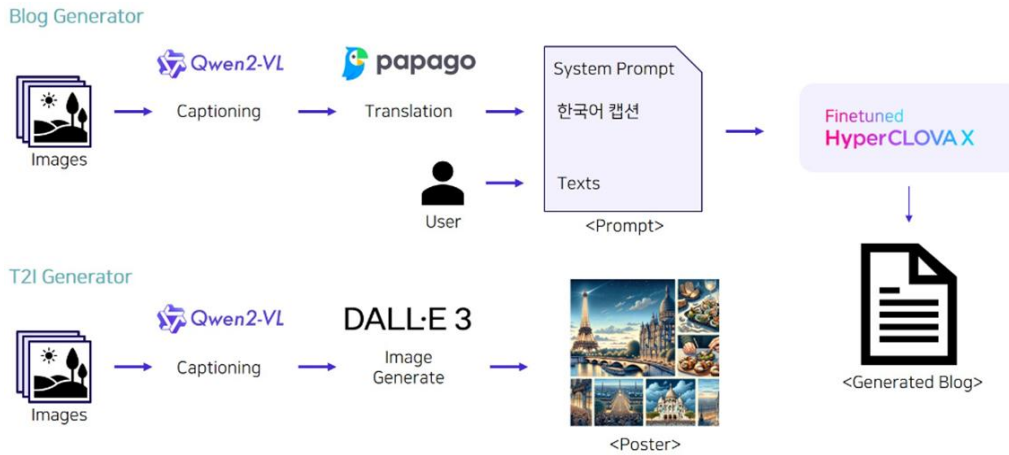 Blog Generator
Qwen2-VL
papago
System Prompt
Captioning
Translation
한국어 캡션
Finetuned
HyperCLOVA X
Images
Texts
User
<Prompt>
T2I Generator
Qwen2-VL
DALL·E 3
Captioning
Image
Generate
Images
<Poster>
<Generated Blog>